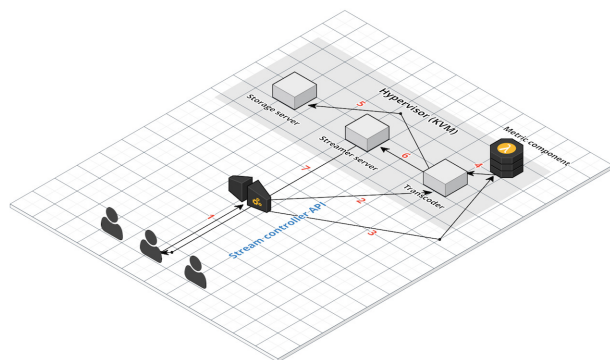 5
Hypervisor (KVM)
Storage server
Metric component
Streamer server
6
4
7
Transcoder
2
1
Stream controller API
3